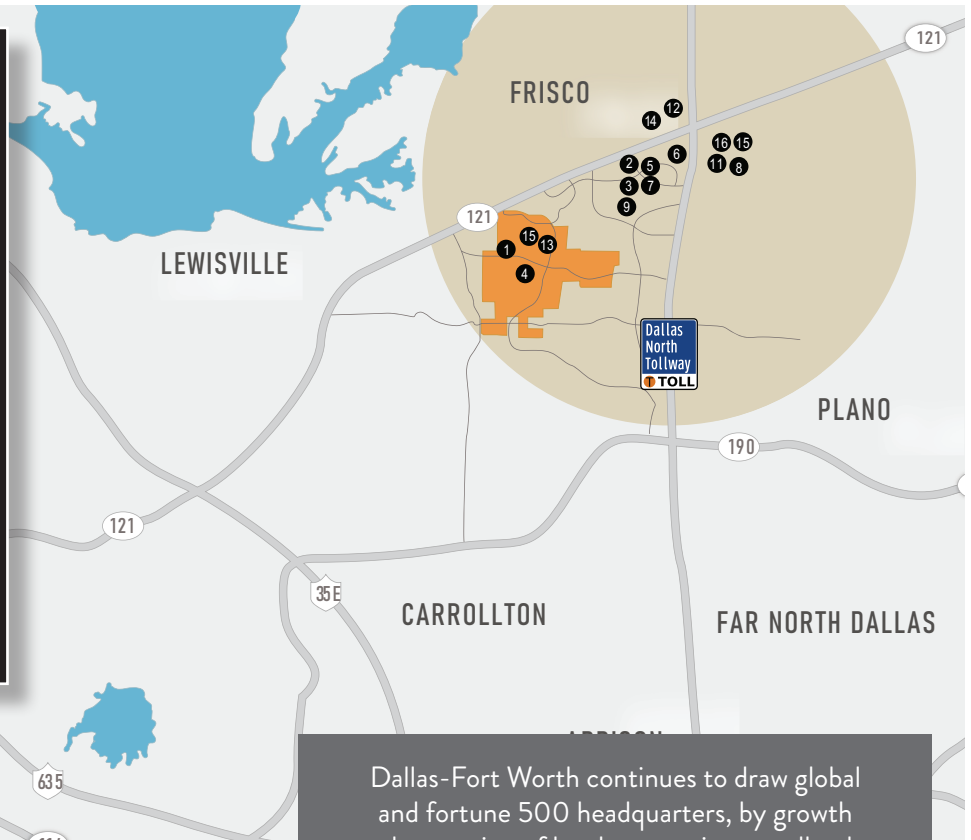 121
FRISCO
12
14
16 15
6
2 5
11 8
3 7
9
121
15
13
1
LEWISVILLE
4
Dallas
North
Tollway
T TOLL
PLANO
190
121
35E
CARROLLTON
FAR NORTH DALLAS
635
Dallas-Fort Worth continues to draw global
and fortune 500 headquarters, by growth